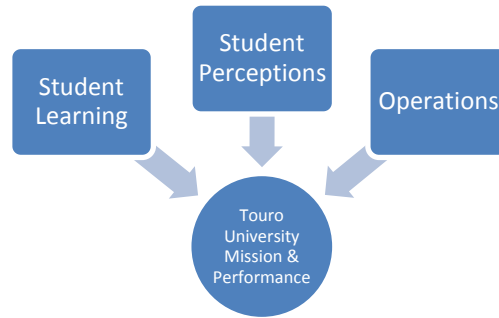 Student
Learning
Student
Perceptions
Operations
Touro
University
Mission &
Performance